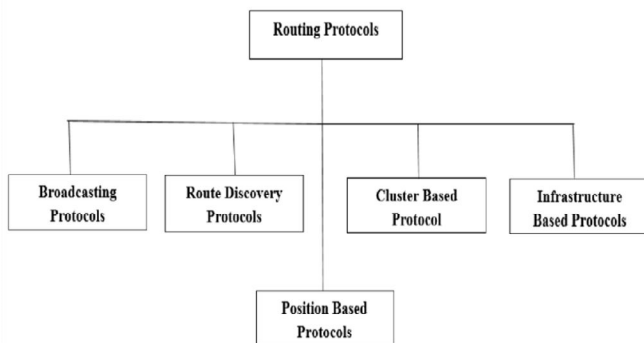 Routing Protocols
Broadcasting
Protocols
Route Discovery
Protocols
Cluster Based
Protocol
Infrastructure
Based Protocols
Position Based
Protocols